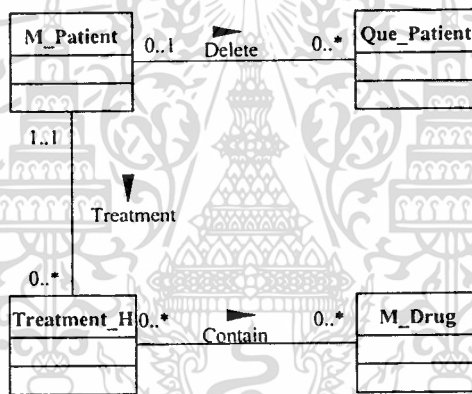 M_Patient
0..1
Delete
0..*
Que_Patient
1..1
Treatment
0..*
Treatment_H
0..*
Contain
0..*
M_Drug